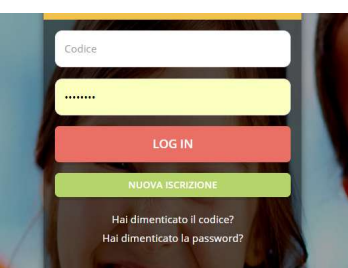 Codice
••••••••
LOG IN
NUOVA ISCRIZIONE
Hai dimenticato il codice?
Hai dimenticato la password?